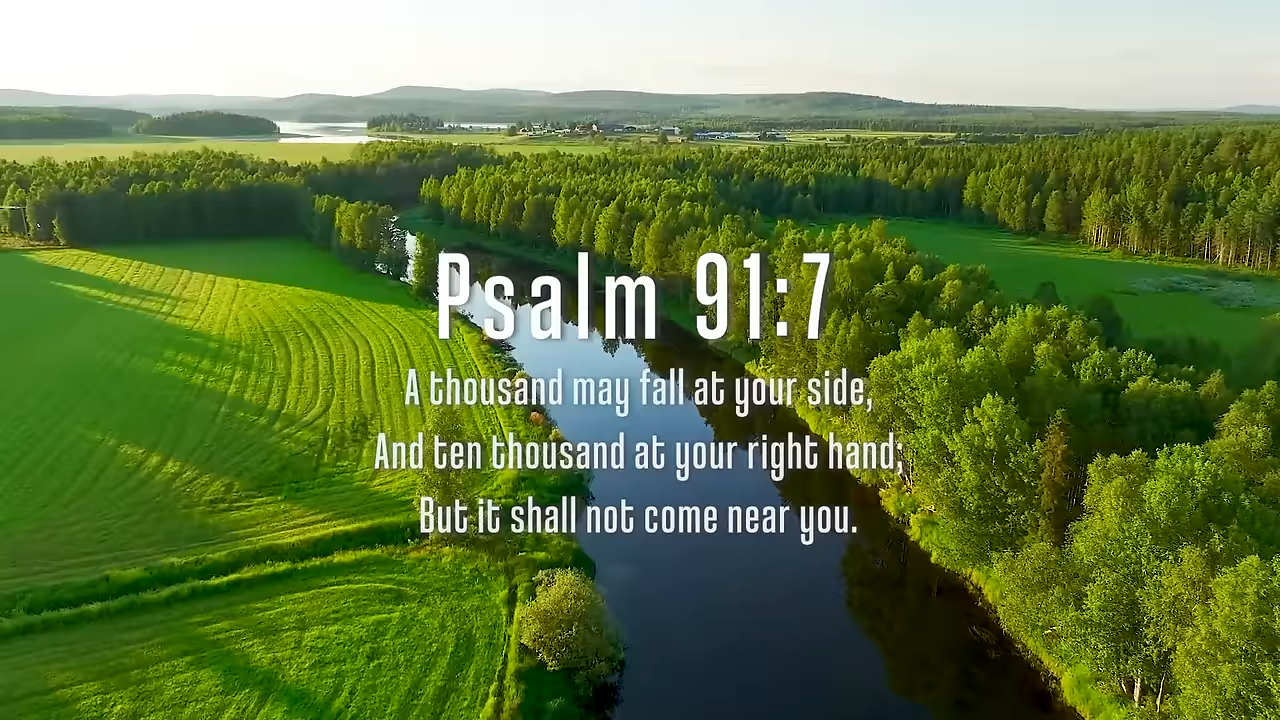 Psalm 91:7
A thousand may fall at your side,
And ten thousand at your right hand;
But it shall not come near you.